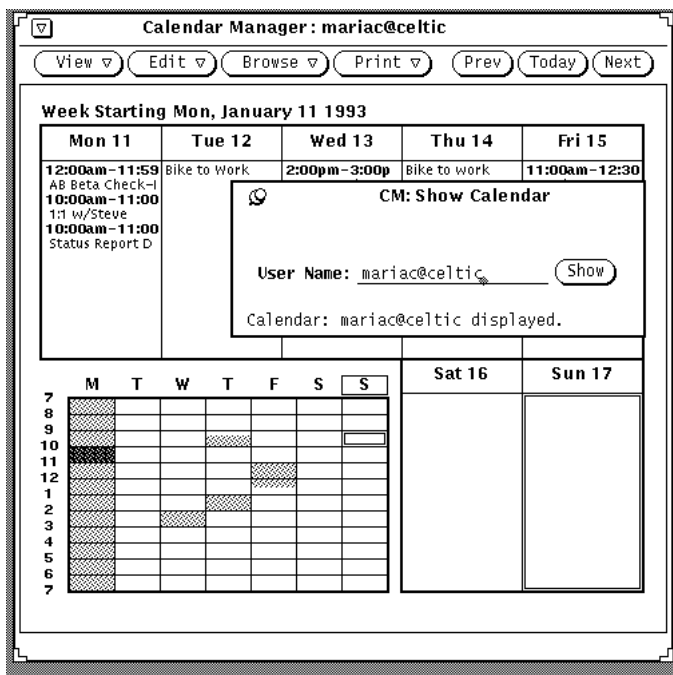 Calendar Manager : mariac@celtic
View Edit Browse Print Prev Today Next
Week Starting Mon, January 11 1993
Mon 11 Tue 12 Wed 13 Thu 14 Fri 15
12:00am-11:59 Bike to Work 2:00pm-3:00p Bike to work 11:00am-12:30
AB Beta Check-I
10:00am-11:00
1:1 w/Steve
10:00am-11:00
Status Report D
CM: Show Calendar
User Name: mariac@celtic Show
Calendar: mariac@celtic displayed.
Sat 16 Sun 17
M T W T F S S
7
8
9
10
11
12
1
2
3
4
5
6
7